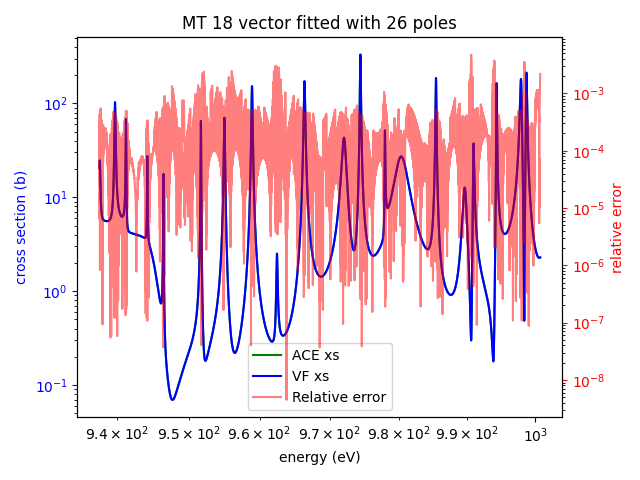 MT 18 vector fitted with 26 poles
cross section (b)
10²
10¹
10⁰
10⁻¹
relative error
10⁻³
10⁻⁴
10⁻⁵
10⁻⁶
10⁻⁷
10⁻⁸
ACE xs
VF xs
Relative error
9.4 × 10² 9.5 × 10² 9.6 × 10² 9.7 × 10² 9.8 × 10² 9.9 × 10² 10³
energy (eV)